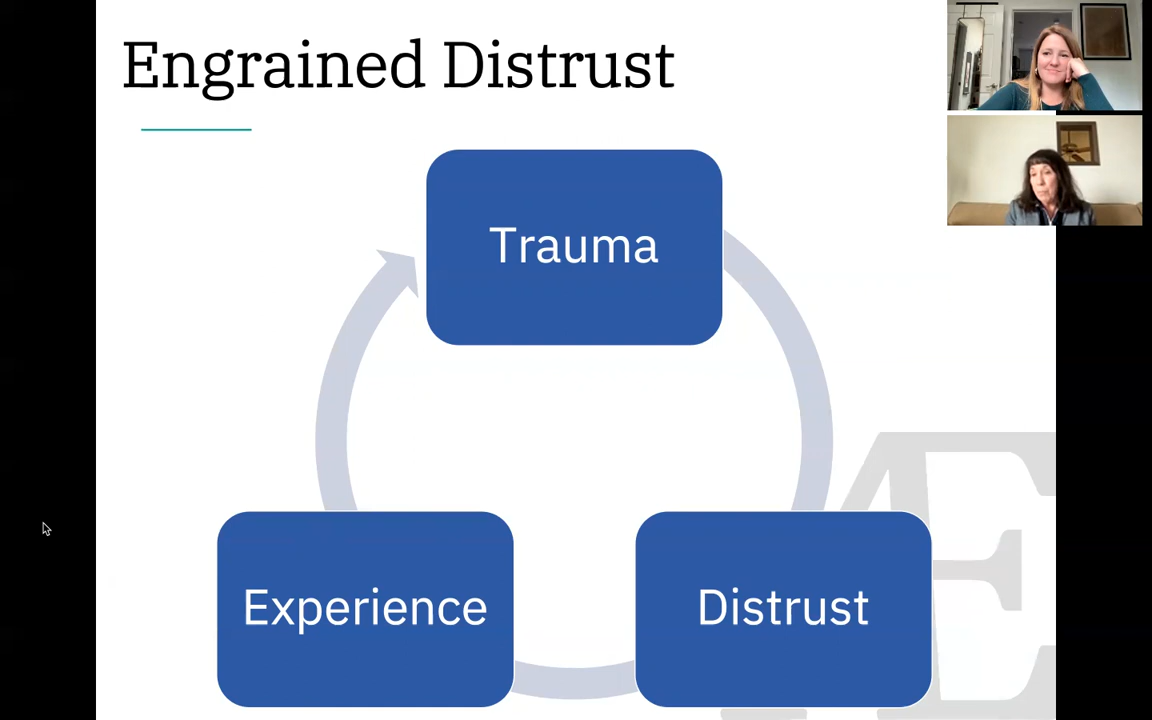 Engrained Distrust
Trauma
Experience
Distrust
Æ